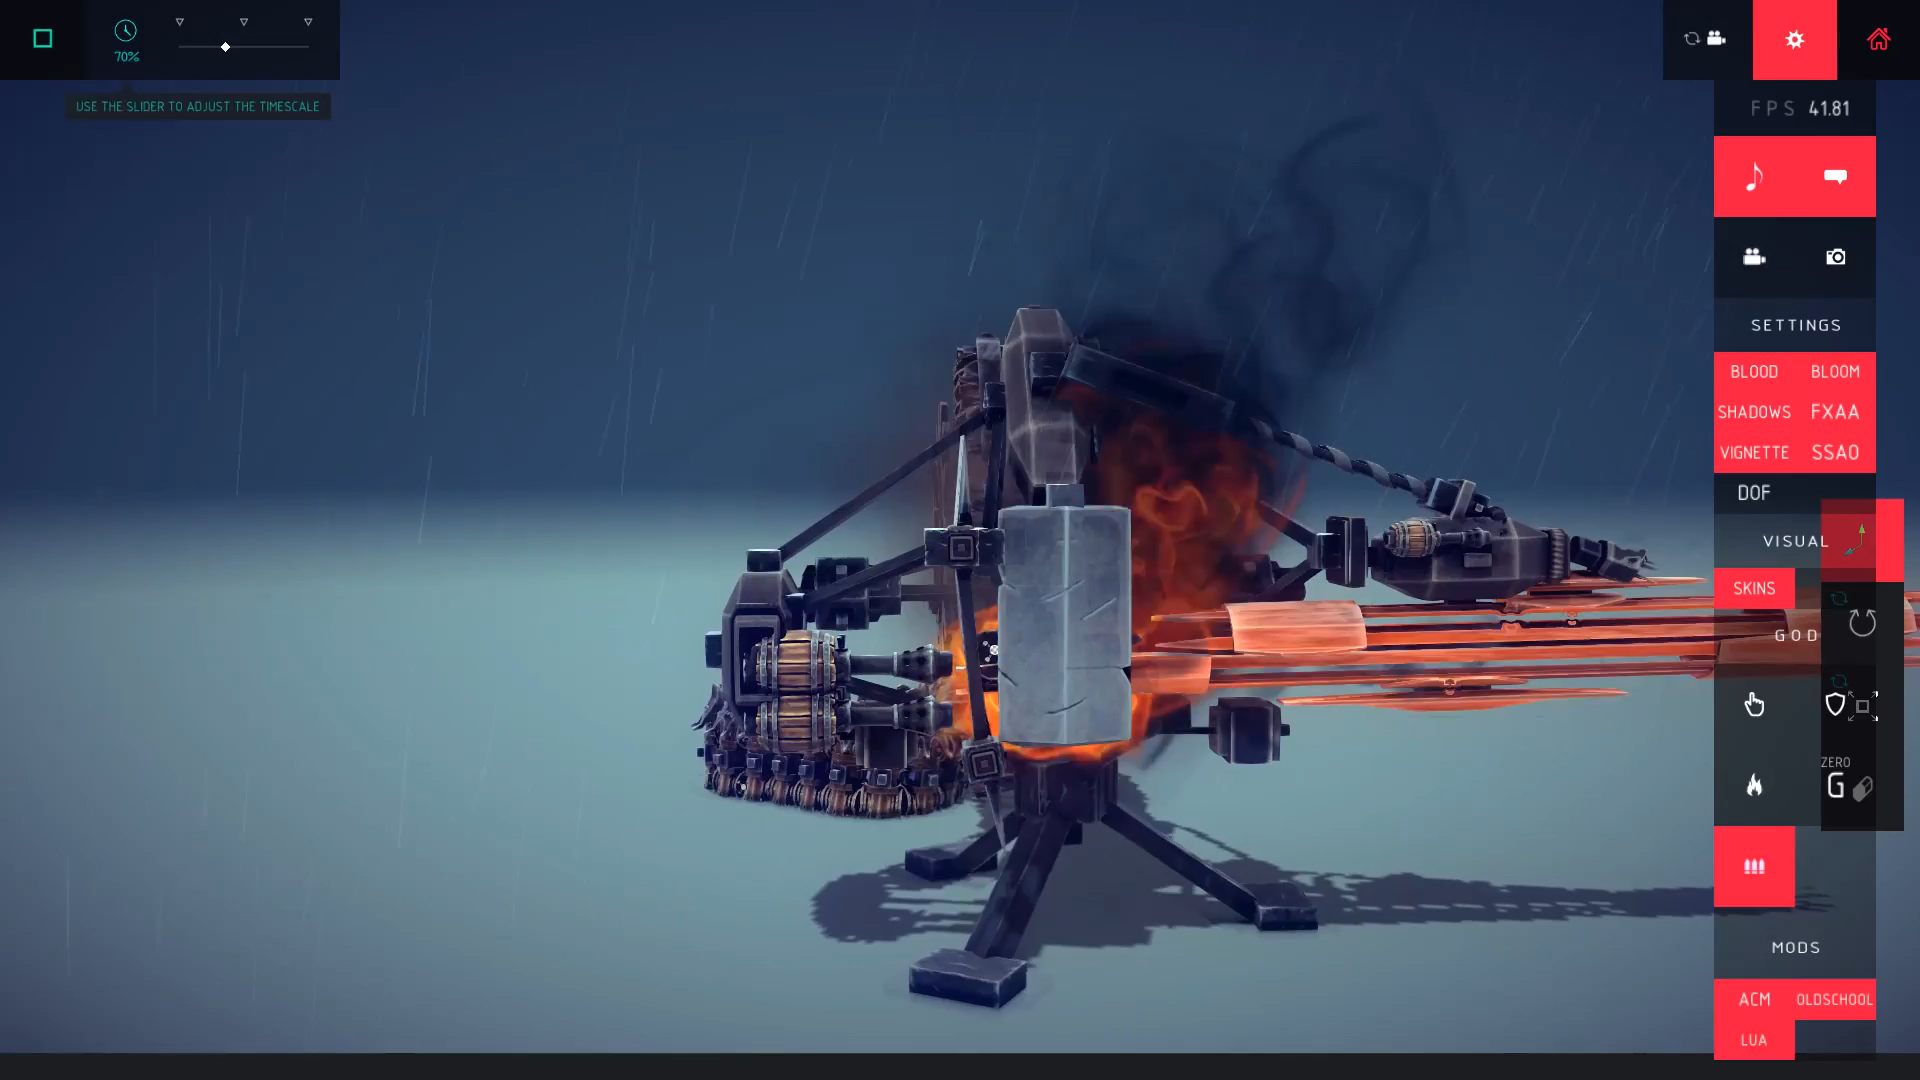 70%
USE THE SLIDER TO ADJUST THE TIMESCALE
FPS 41.81
SETTINGS
BLOOD BLOOM
SHADOWS FXAA
VIGNETTE SSAO
DOF
VISUAL
SKINS
GOD
ZERO
G
MODS
ACM OLDSCHOOL
LUA